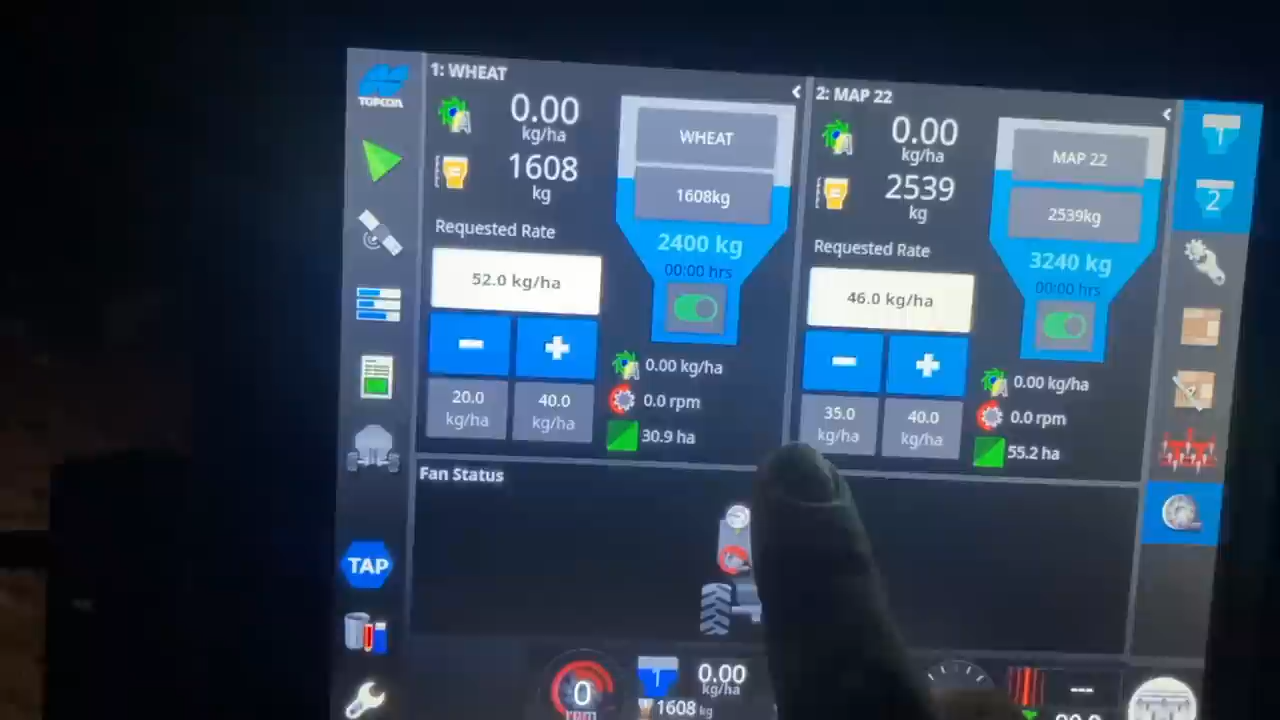 TOPCON
1: WHEAT
0.00
kg/ha
1608
kg
Requested Rate
52.0 kg/ha
20.0
kg/ha
40.0
kg/ha
WHEAT
1608kg
2400 kg
00:00 hrs
0.00 kg/ha
0.0 rpm
30.9 ha
2: MAP 22
0.00
kg/ha
2539
kg
Requested Rate
46.0 kg/ha
35.0
kg/ha
40.0
kg/ha
MAP 22
2539kg
3240 kg
00:00 hrs
0.00 kg/ha
0.0 rpm
55.2 ha
1
2
Fan Status
TAP
0
rpm
1
0.00
kg/ha
1608 kg
---